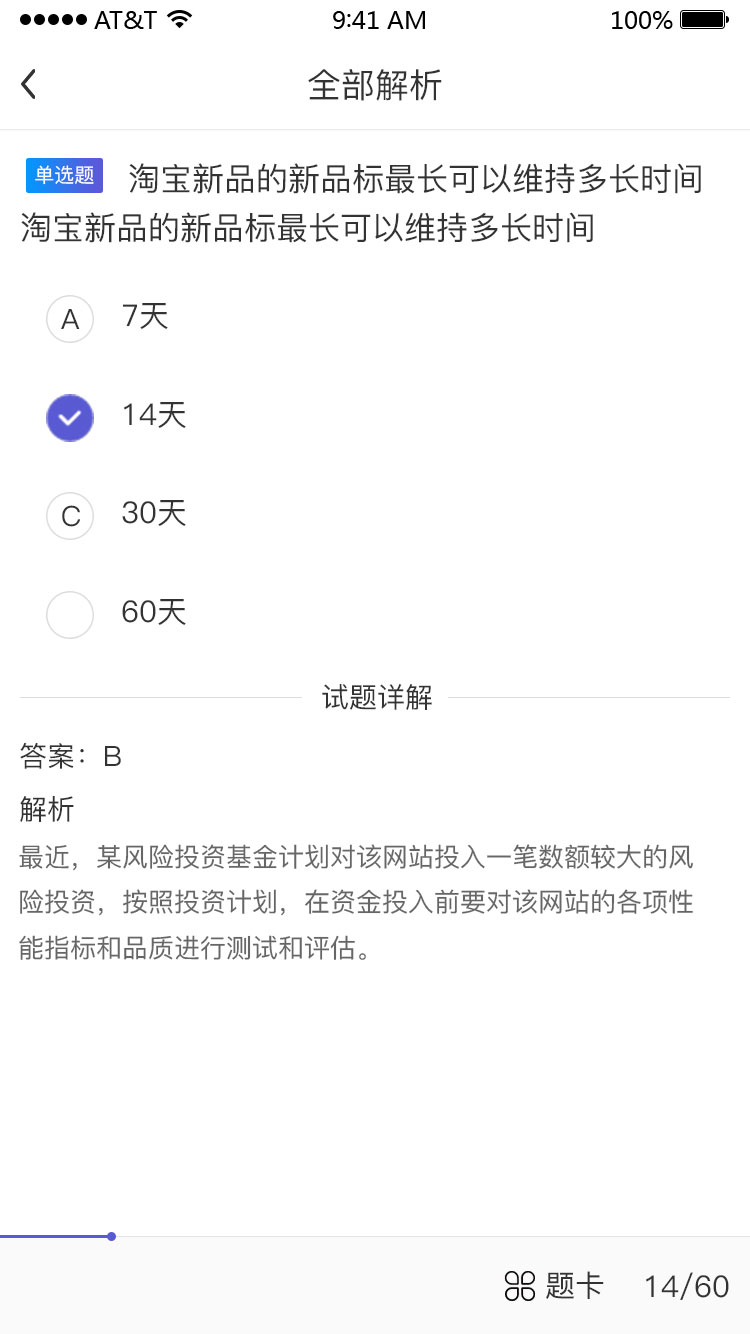 ●●●●● AT&T 9:41 AM 100%
全部解析
单选题 淘宝新品的新品标最长可以维持多长时间
淘宝新品的新品标最长可以维持多长时间
A 7天
14天
C 30天
60天
试题详解
答案：B
解析
最近，某风险投资基金计划对该网站投入一笔数额较大的风
险投资，按照投资计划，在资金投入前要对该网站的各项性
能指标和品质进行测试和评估。
题卡 14/60